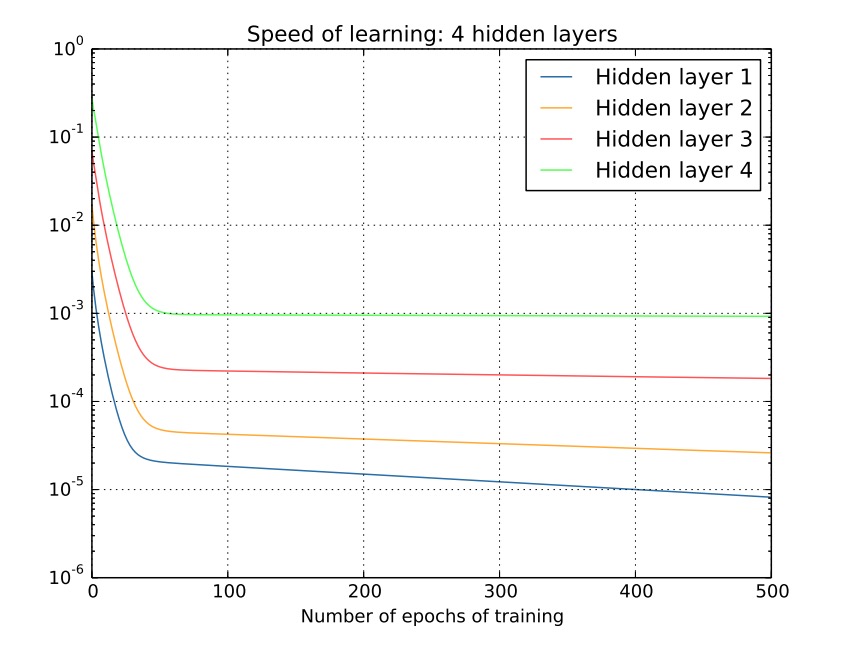 Speed of learning: 4 hidden layers
10^0
10^-1
10^-2
10^-3
10^-4
10^-5
10^-6
Hidden layer 1
Hidden layer 2
Hidden layer 3
Hidden layer 4
0 100 200 300 400 500
Number of epochs of training